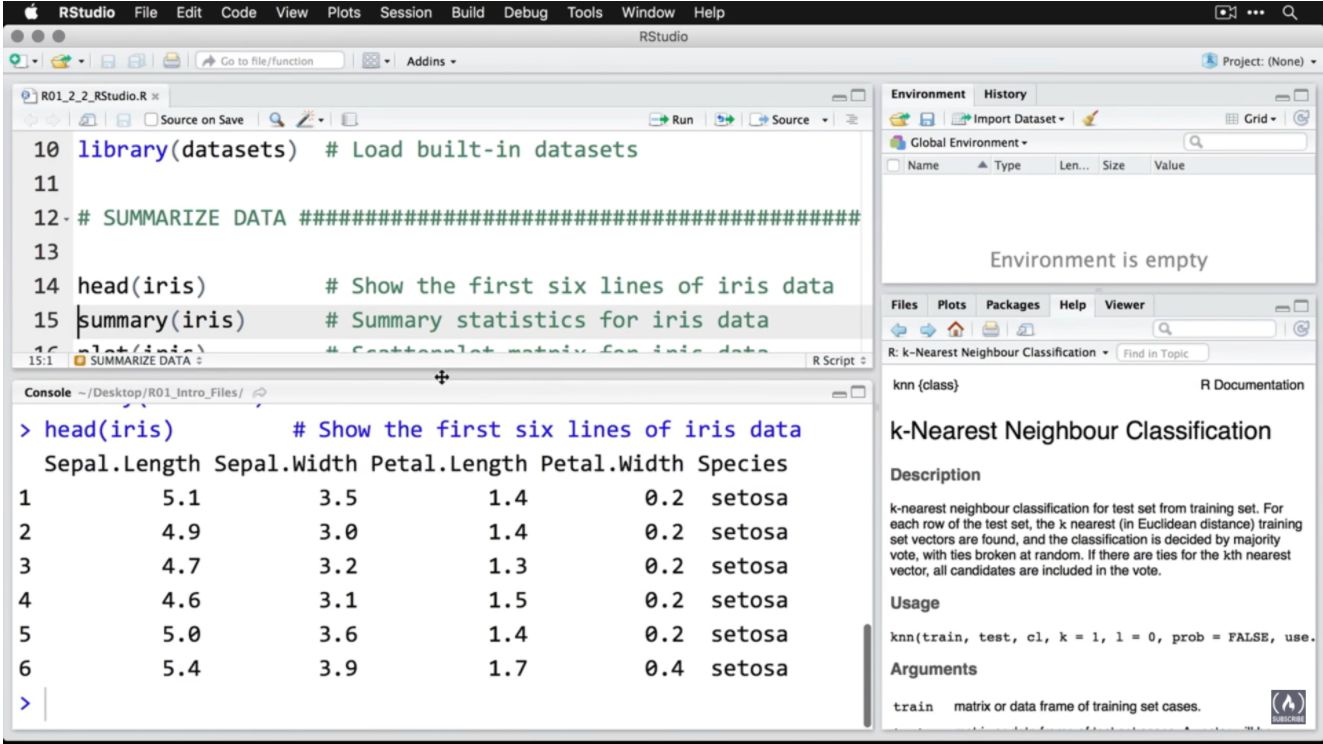 RStudio File Edit Code View Plots Session Build Debug Tools Window Help
RStudio
Go to file/function Addins Project: (None)
R01_2_2_RStudio.R
Source on Save Run Source
10 library(datasets) # Load built-in datasets
11
12 # SUMMARIZE DATA ###########################################
13
14 head(iris) # Show the first six lines of iris data
15 summary(iris) # Summary statistics for iris data
16 plot(iris) # Scatterplot matrix for iris data
15:1 SUMMARIZE DATA R Script
Console ~/Desktop/R01_Intro_Files/
> head(iris) # Show the first six lines of iris data
Sepal.Length Sepal.Width Petal.Length Petal.Width Species
1 5.1 3.5 1.4 0.2 setosa
2 4.9 3.0 1.4 0.2 setosa
3 4.7 3.2 1.3 0.2 setosa
4 4.6 3.1 1.5 0.2 setosa
5 5.0 3.6 1.4 0.2 setosa
6 5.4 3.9 1.7 0.4 setosa
>
Environment History
Import Dataset Grid
Global Environment
Name Type Len... Size Value
Environment is empty
Files Plots Packages Help Viewer
R: k-Nearest Neighbour Classification Find in Topic
knn {class} R Documentation
k-Nearest Neighbour Classification
Description
k-nearest neighbour classification for test set from training set. For
each row of the test set, the k nearest (in Euclidean distance) training
set vectors are found, and the classification is decided by majority
vote, with ties broken at random. If there are ties for the kth nearest
vector, all candidates are included in the vote.
Usage
knn(train, test, cl, k = 1, l = 0, prob = FALSE, use.
Arguments
train matrix or data frame of training set cases.
SUBSCRIBE